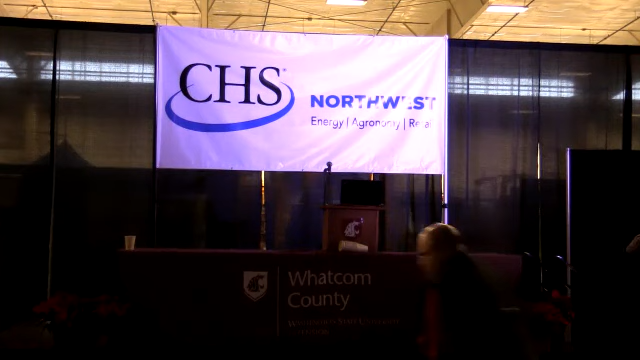 CHS
NORTHWEST
Energy | Agronomy | Retail
Whatcom
County